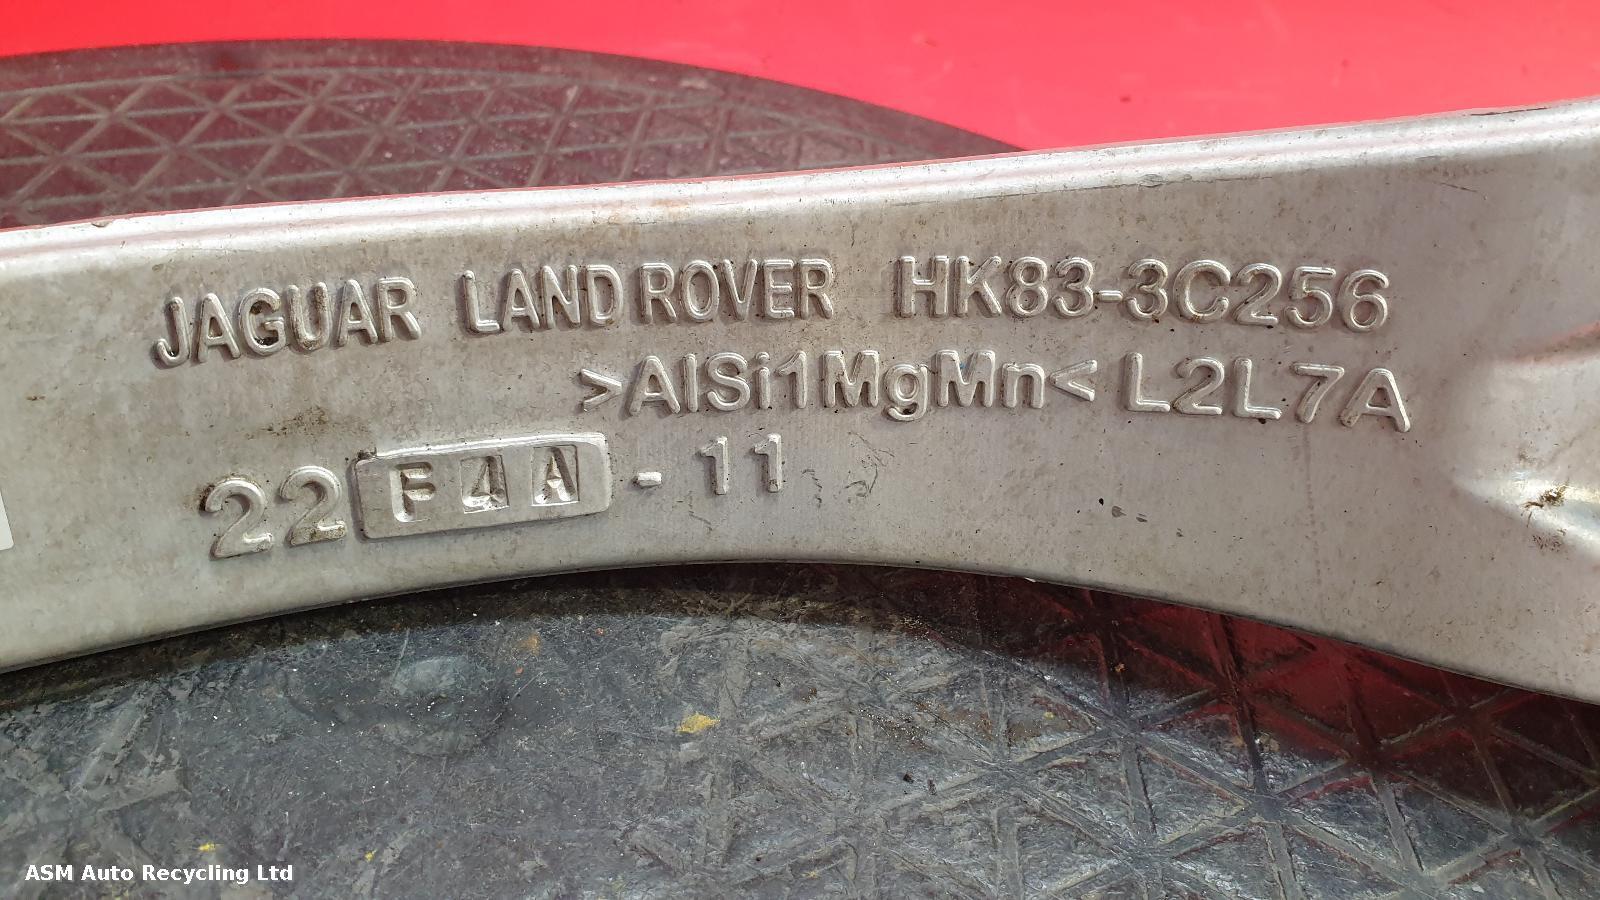 JAGUAR LAND ROVER HK83-3C256
>AlSi1MgMn< L2L7A
22 F4A - 11
ASM Auto Recycling Ltd